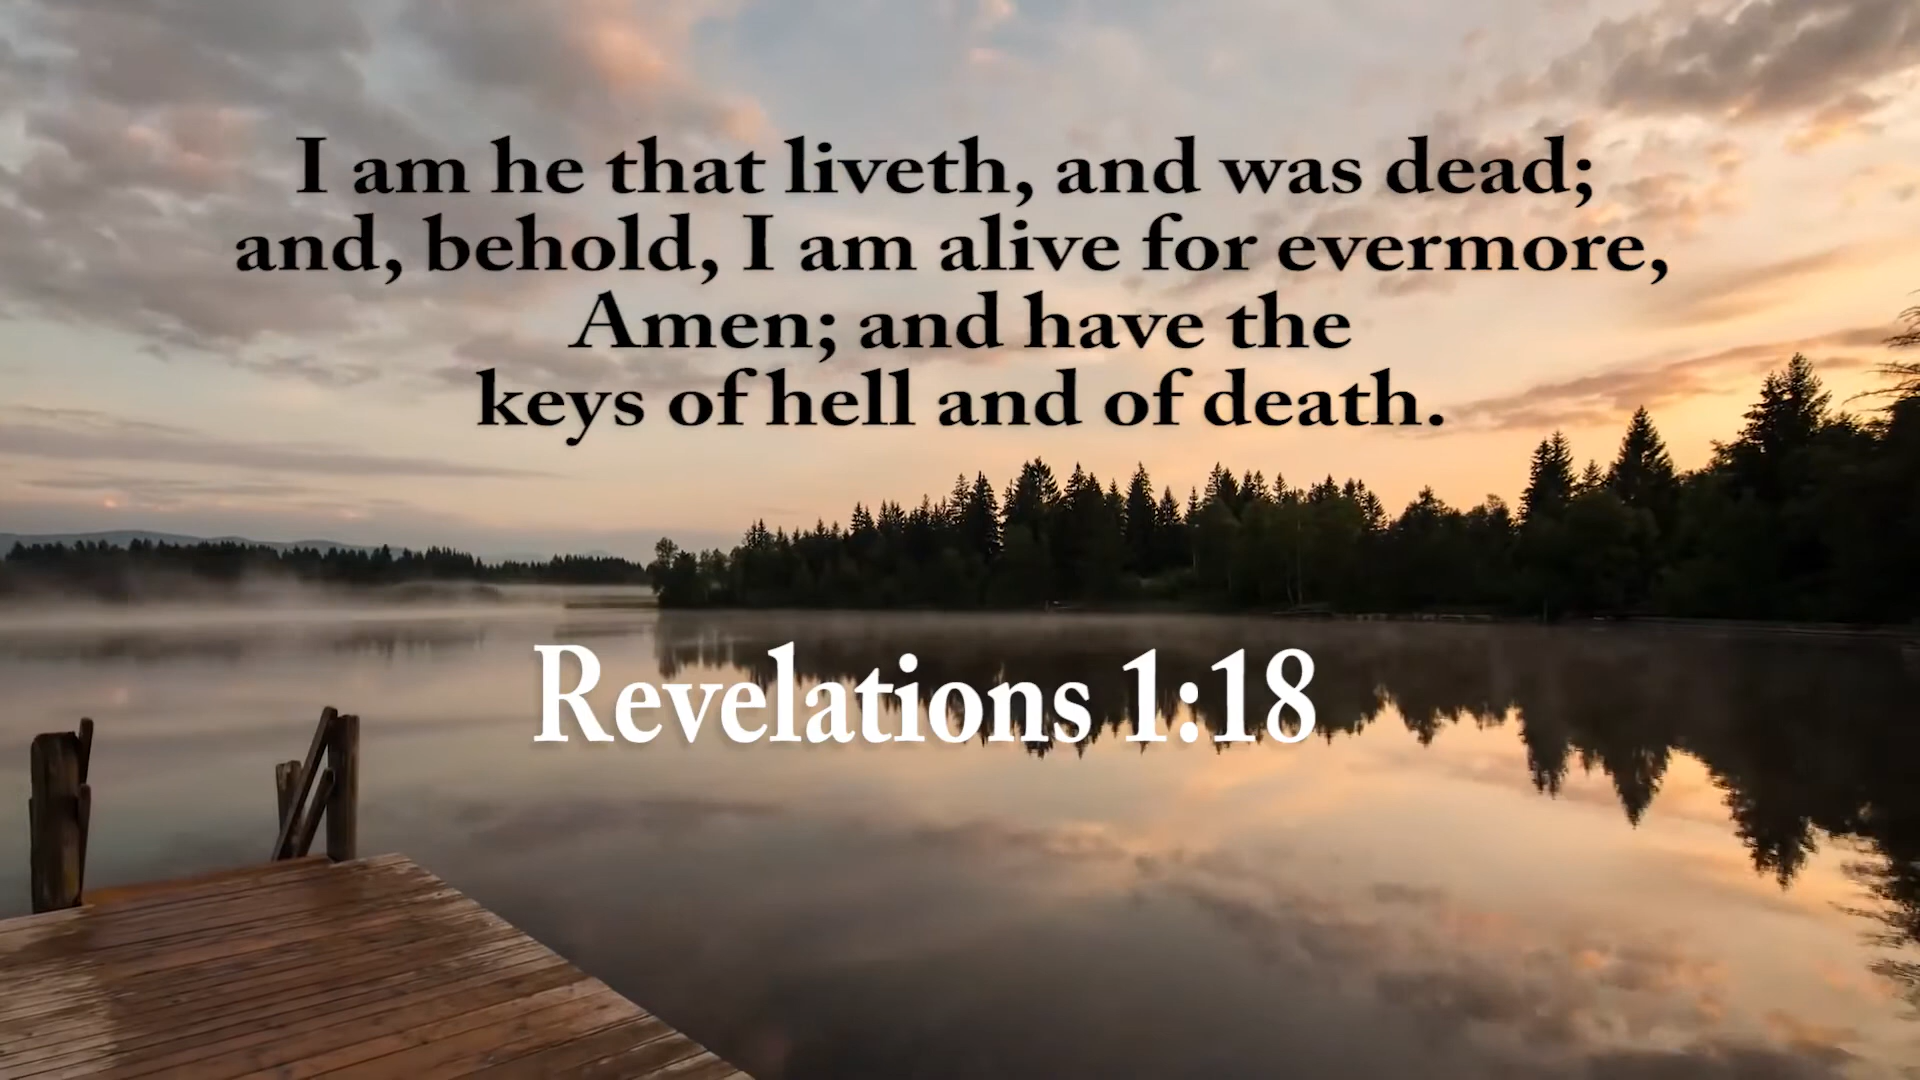 I am he that liveth, and was dead;
and, behold, I am alive for evermore,
Amen; and have the
keys of hell and of death.
Revelations 1:18